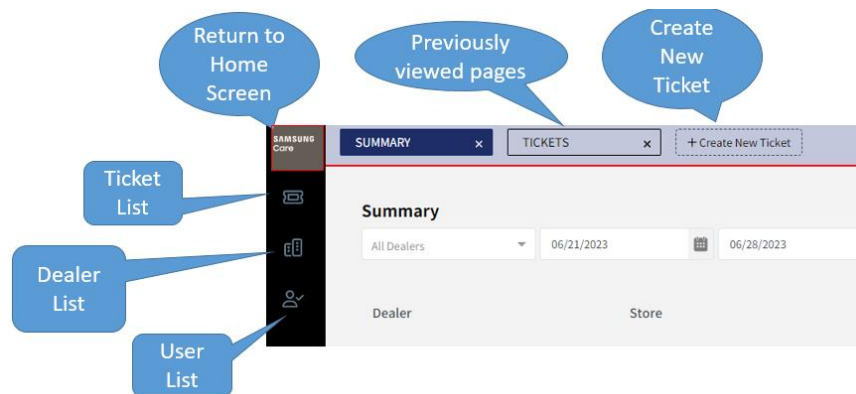 Return to
Home
Screen
Previously
viewed pages
Create
New
Ticket
SAMSUNG
Care
SUMMARY x
TICKETS x
+ Create New Ticket
Ticket
List
Summary
All Dealers
06/21/2023
06/28/2023
Dealer
List
Dealer
Store
User
List